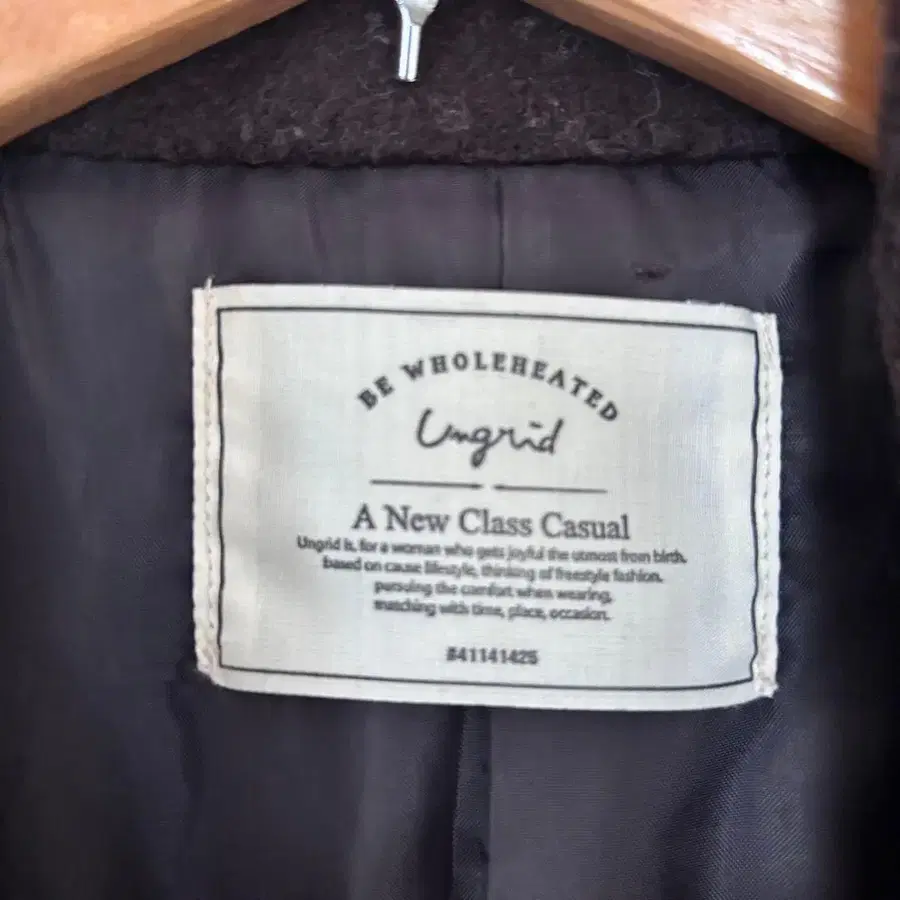 BE WHOLEHEATED
Ungrid
A New Class Casual
Ungrid is, for a woman who gets joyful the utmost from birth.
based on cause lifestyle, thinking of freestyle fashion.
pursuing the comfort when wearing,
matching with time, place, occasion.
#41141425